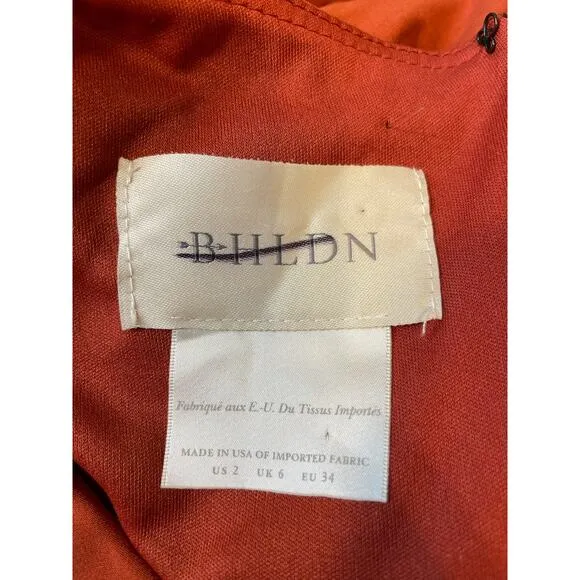 BHLDN
Fabriqué aux E.-U. Du Tissus Importés
MADE IN USA OF IMPORTED FABRIC
US 2 UK 6 EU 34